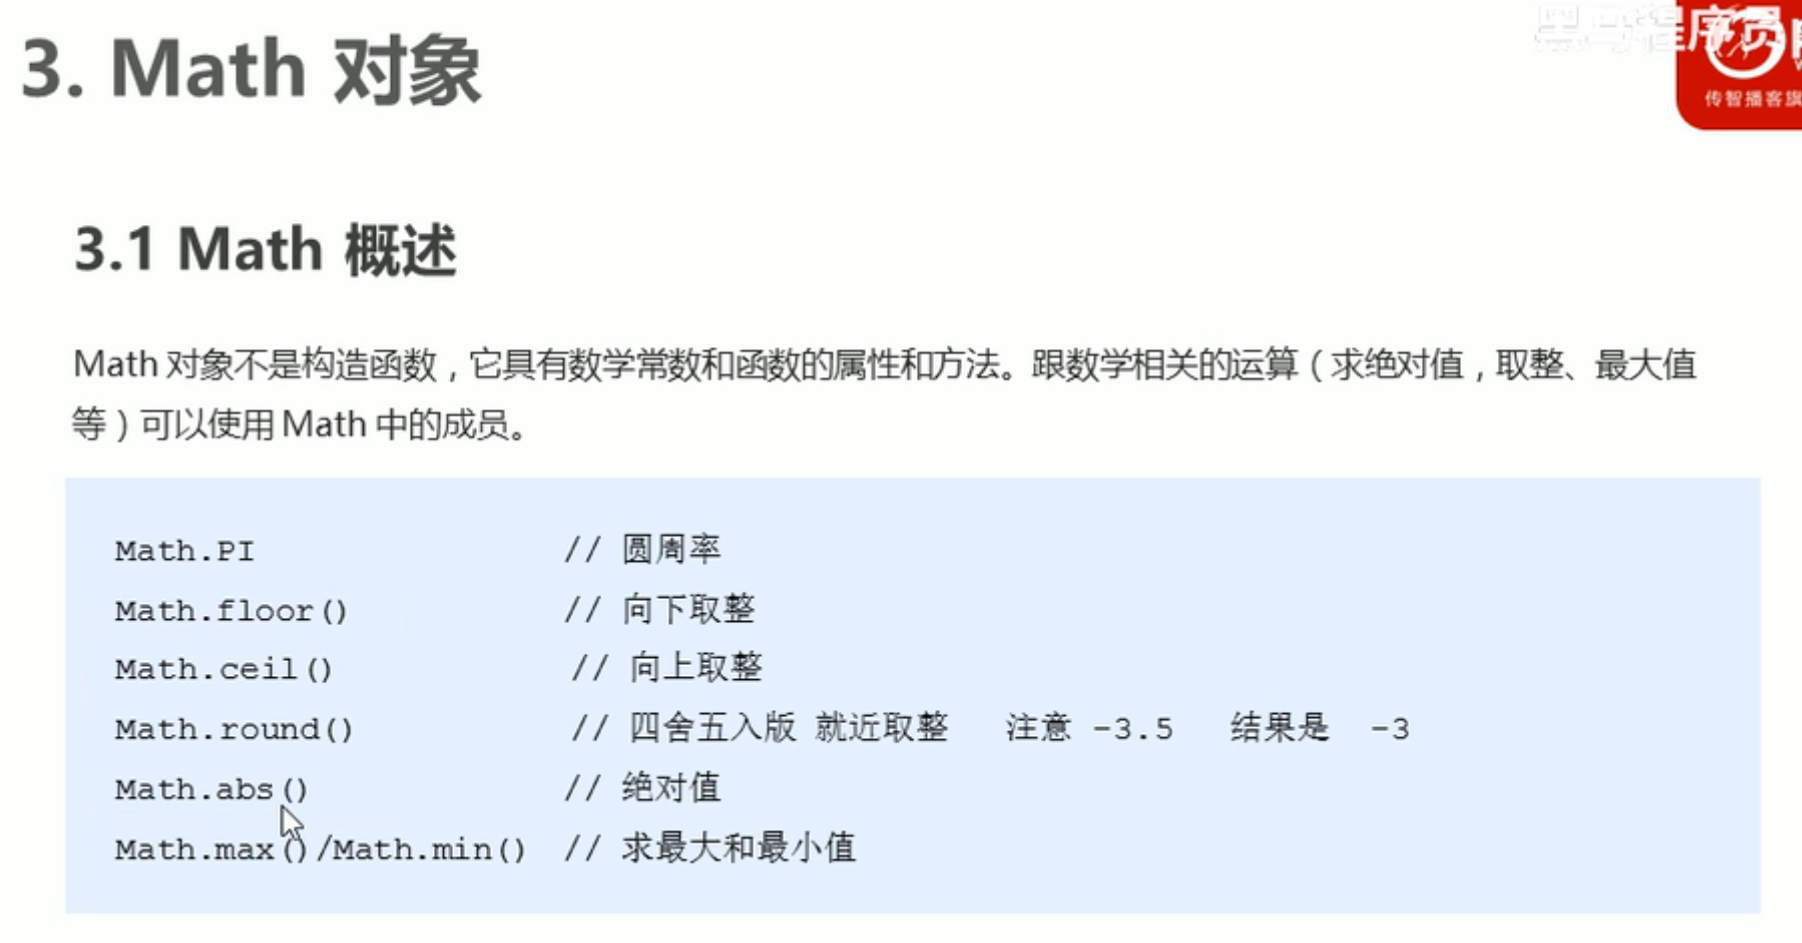 黑马程序员
传智播客旗
3. Math 对象
3.1 Math 概述
Math 对象不是构造函数，它具有数学常数和函数的属性和方法。跟数学相关的运算（求绝对值，取整、最大值
等）可以使用 Math 中的成员。
Math.PI // 圆周率
Math.floor() // 向下取整
Math.ceil() // 向上取整
Math.round() // 四舍五入版 就近取整 注意 -3.5 结果是 -3
Math.abs() // 绝对值
Math.max()/Math.min() // 求最大和最小值